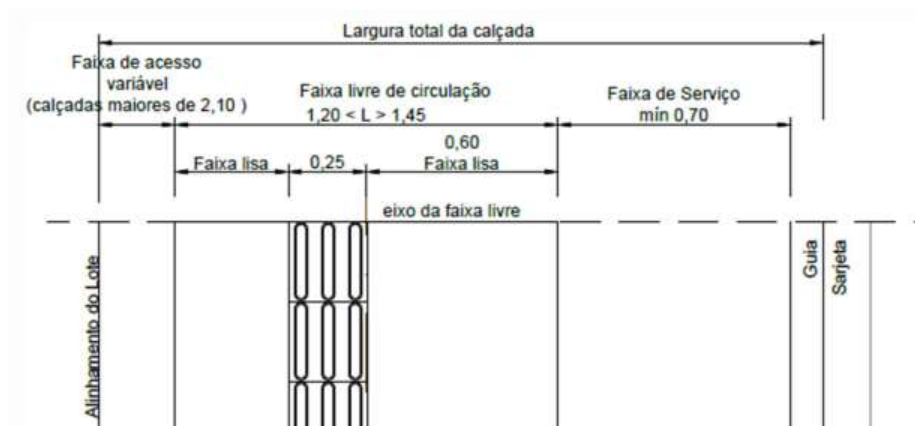 Largura total da calçada
Faixa de acesso
variável
(calçadas maiores de 2,10 )
Faixa livre de circulação
1,20 < L > 1,45
Faixa de Serviço
mín 0,70
Faixa lisa
0,25
0,60
Faixa lisa
eixo da faixa livre
Alinhamento do Lote
Guia
Sarjeta